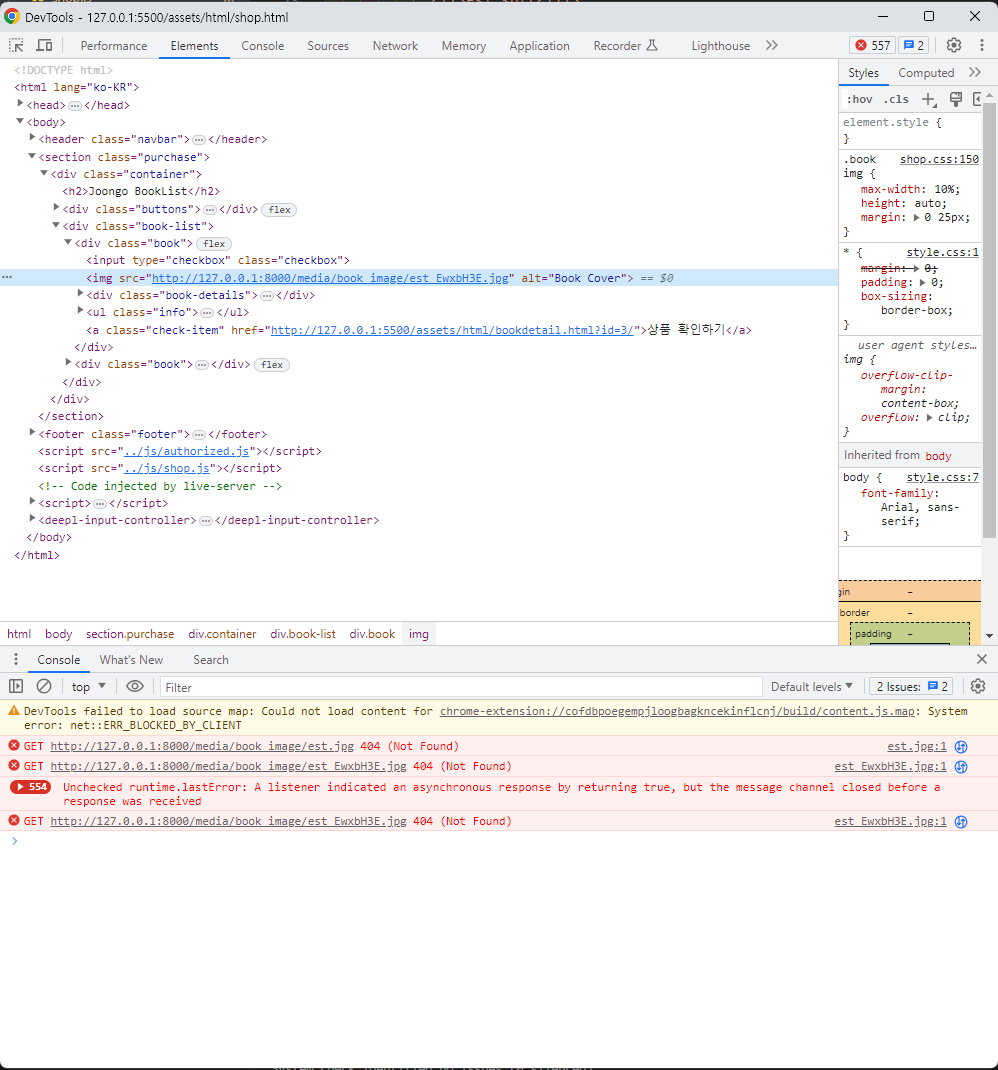 DevTools - 127.0.0.1:5500/assets/html/shop.html
Performance Elements Console Sources Network Memory Application Recorder Lighthouse 557 2
<!DOCTYPE html>
<html lang="ko-KR">
<head> … </head>
<body>
<header class="navbar"> … </header>
<section class="purchase">
<div class="container">
<h2>Joongo BookList</h2>
<div class="buttons"> … </div> flex
<div class="book-list">
<div class="book"> flex
<input type="checkbox" class="checkbox">
… <img src="http://127.0.0.1:8000/media/book_image/est_EwxbH3E.jpg" alt="Book Cover"> == $0
<div class="book-details"> … </div>
<ul class="info"> … </ul>
<a class="check-item" href="http://127.0.0.1:5500/assets/html/bookdetail.html?id=3/">상품 확인하기</a>
</div>
<div class="book"> … </div> flex
</div>
</div>
</section>
<footer class="footer"> … </footer>
<script src="../js/authorized.js"></script>
<script src="../js/shop.js"></script>
<!-- Code injected by live-server -->
<script> … </script>
<deepl-input-controller> … </deepl-input-controller>
</body>
</html>
html body section.purchase div.container div.book-list div.book img
Styles Computed
:hov .cls
element.style {
}
.book shop.css:150
img {
max-width: 10%;
height: auto;
margin: 0 25px;
}
* { style.css:1
margin: 0;
padding: 0;
box-sizing:
border-box;
}
user agent styles…
img {
overflow-clip-
margin:
content-box;
overflow: clip;
}
Inherited from body
body { style.css:7
font-family:
Arial, sans-
serif;
}
gin –
border –
padding –
Console What's New Search
top Filter Default levels 2 Issues: 2
DevTools failed to load source map: Could not load content for chrome-extension://cofdbpoegempjloogbagkncekinflcnj/build/content.js.map: System
error: net::ERR_BLOCKED_BY_CLIENT
GET http://127.0.0.1:8000/media/book_image/est.jpg 404 (Not Found) est.jpg:1
GET http://127.0.0.1:8000/media/book_image/est_EwxbH3E.jpg 404 (Not Found) est_EwxbH3E.jpg:1
554 Unchecked runtime.lastError: A listener indicated an asynchronous response by returning true, but the message channel closed before a
response was received
GET http://127.0.0.1:8000/media/book_image/est_EwxbH3E.jpg 404 (Not Found) est_EwxbH3E.jpg:1